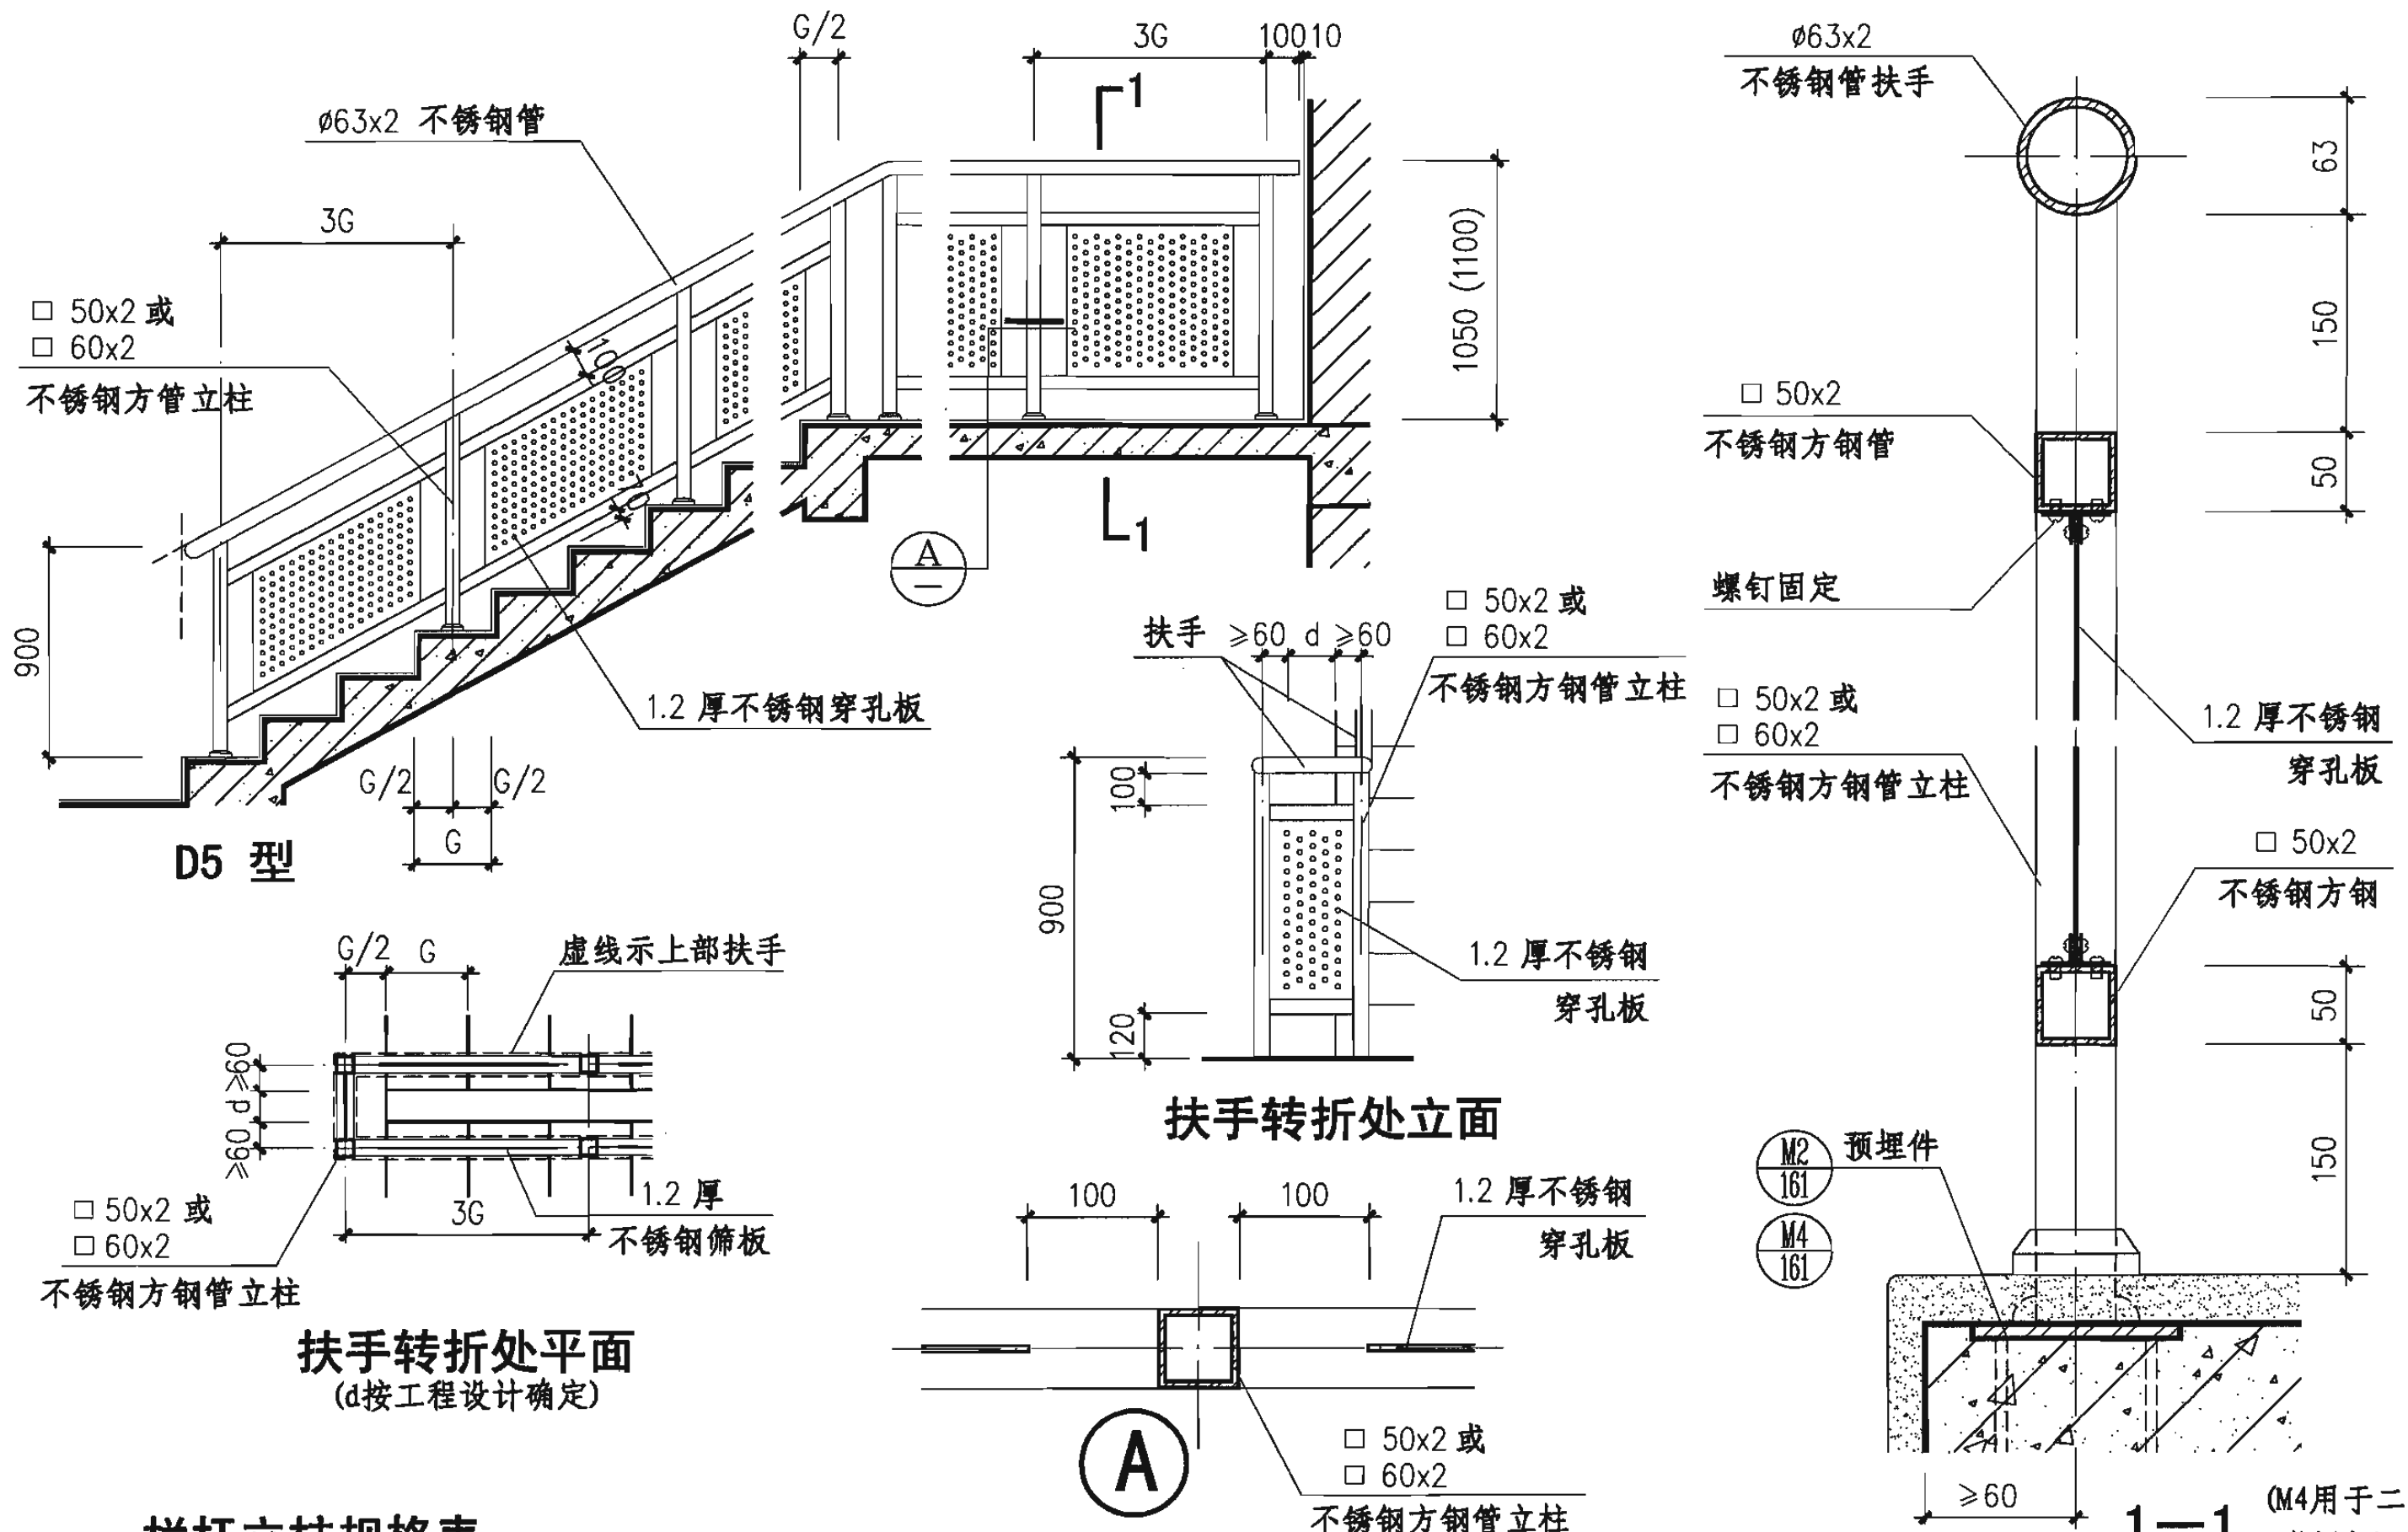 G/2
3G
100
10
1
ø63x2 不锈钢管
3G
□ 50x2 或
□ 60x2
不锈钢方管立柱
100
1050 (1100)
900
1
A
1.2 厚不锈钢穿孔板
G/2
G/2
G
D5 型
扶手
≥60
d
≥60
□ 50x2 或
□ 60x2
不锈钢方钢管立柱
100
900
120
1.2 厚不锈钢
穿孔板
扶手转折处立面
G/2
G
虚线示上部扶手
≥60
d
≥60
3G
1.2 厚
不锈钢筛板
□ 50x2 或
□ 60x2
不锈钢方钢管立柱
扶手转折处平面
(d按工程设计确定)
100
100
1.2 厚不锈钢
穿孔板
A
□ 50x2 或
□ 60x2
不锈钢方钢管立柱
ø63x2
不锈钢管扶手
63
150
□ 50x2
不锈钢方钢管
50
螺钉固定
□ 50x2 或
□ 60x2
不锈钢方钢管立柱
1.2 厚不锈钢
穿孔板
□ 50x2
不锈钢方钢
50
150
M2
161
预埋件
M4
161
≥60
1—1
(M4用于二